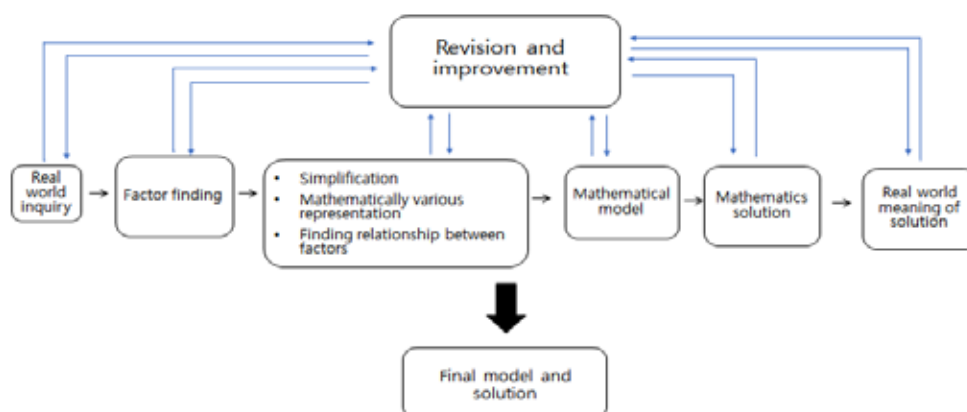 Revision and
improvement
Real
world
inquiry
Factor finding
• Simplification
• Mathematically various
representation
• Finding relationship between
factors
Mathematical
model
Mathematics
solution
Real world
meaning of
solution
Final model and
solution